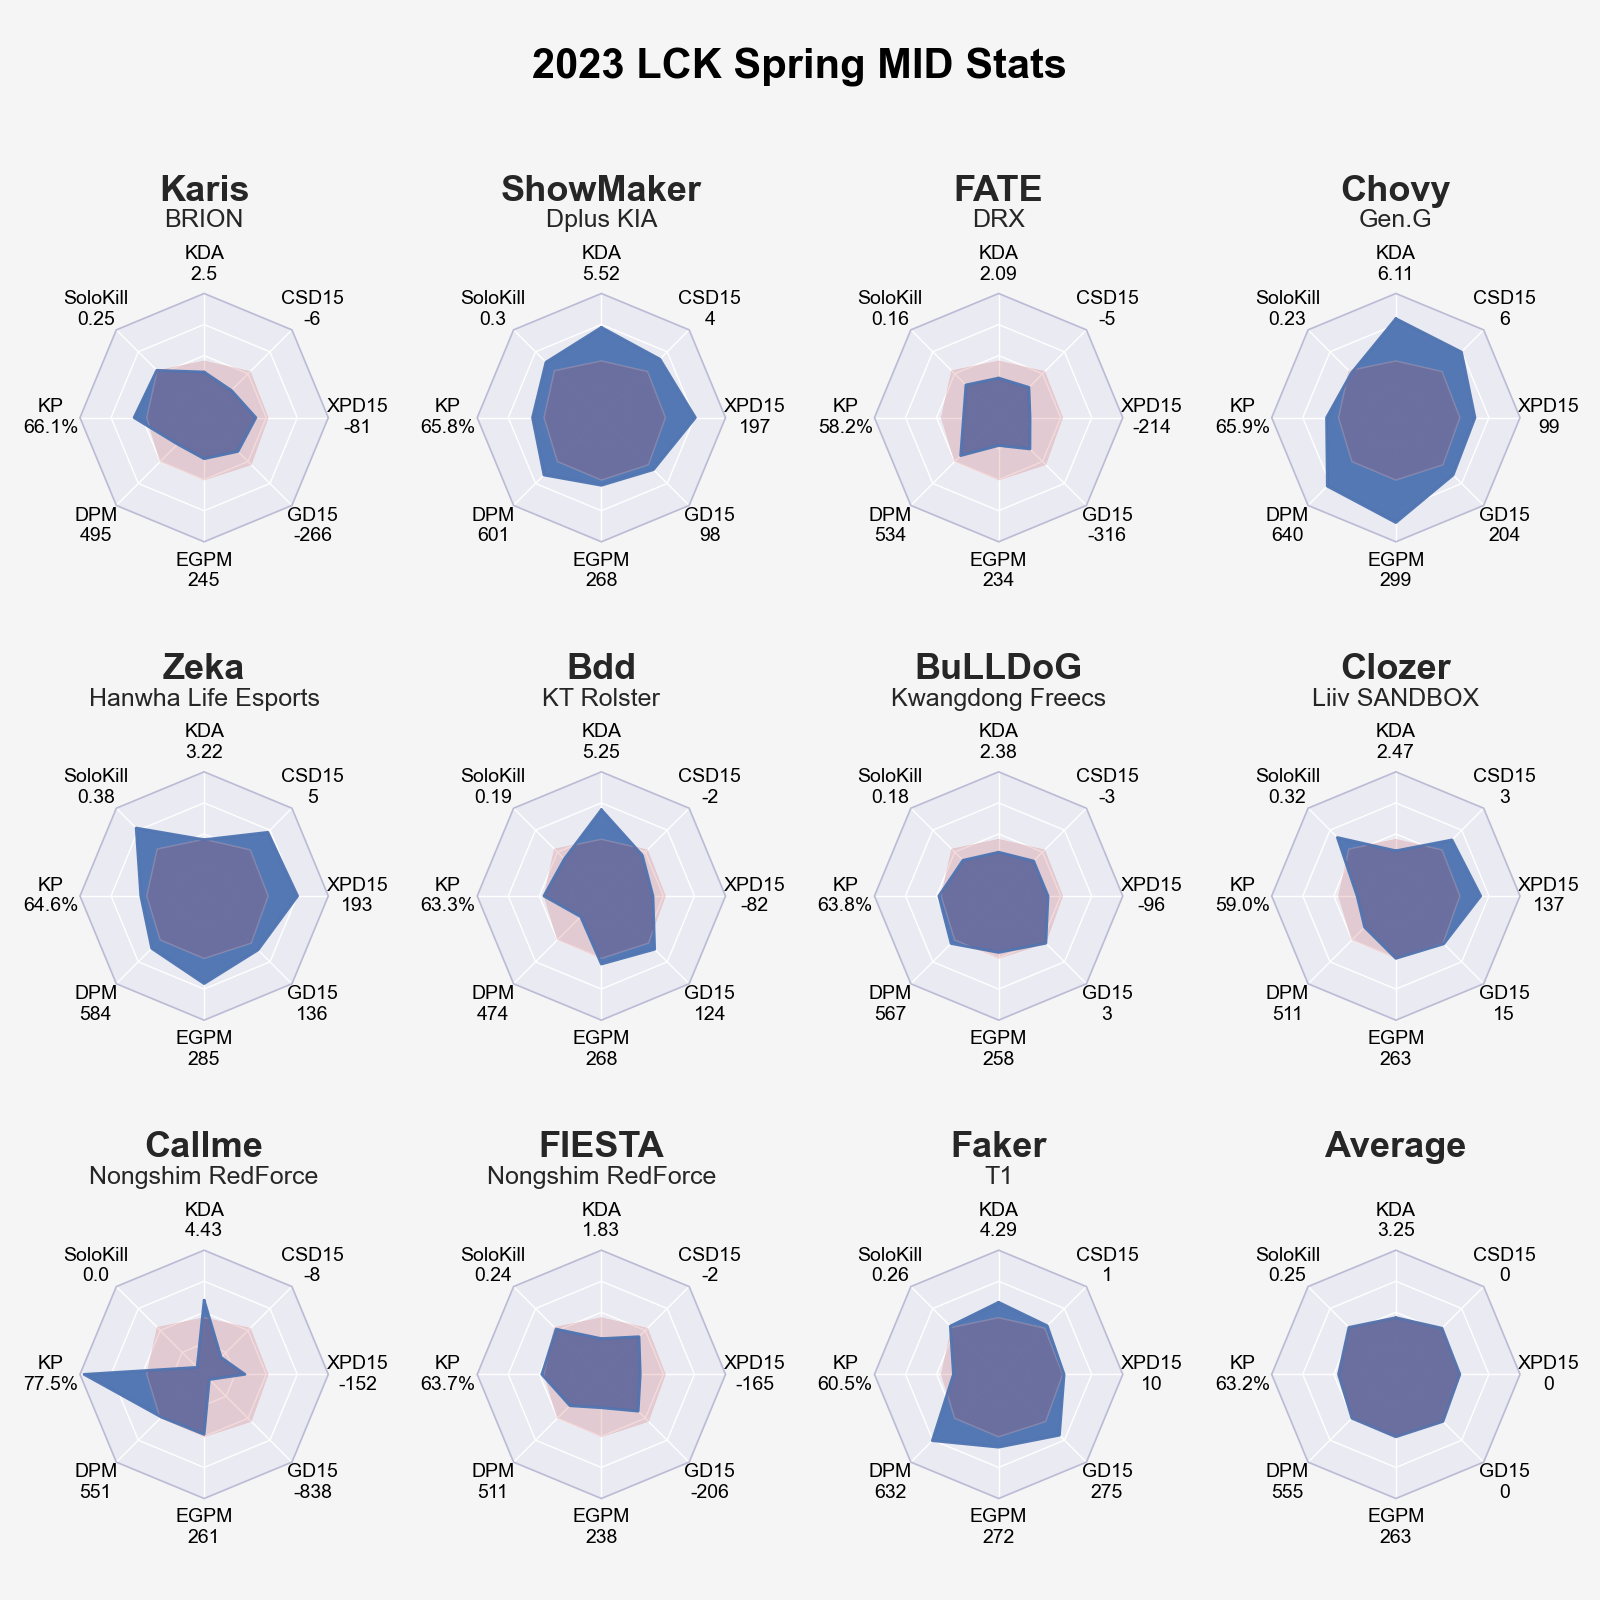 2023 LCK Spring MID Stats
Karis
BRION
KDA
2.5
SoloKill
0.25
CSD15
-6
KP
66.1%
XPD15
-81
DPM
495
GD15
-266
EGPM
245
ShowMaker
Dplus KIA
KDA
5.52
SoloKill
0.3
CSD15
4
KP
65.8%
XPD15
197
DPM
601
GD15
98
EGPM
268
FATE
DRX
KDA
2.09
SoloKill
0.16
CSD15
-5
KP
58.2%
XPD15
-214
DPM
534
GD15
-316
EGPM
234
Chovy
Gen.G
KDA
6.11
SoloKill
0.23
CSD15
6
KP
65.9%
XPD15
99
DPM
640
GD15
204
EGPM
299
Zeka
Hanwha Life Esports
KDA
3.22
SoloKill
0.38
CSD15
5
KP
64.6%
XPD15
193
DPM
584
GD15
136
EGPM
285
Bdd
KT Rolster
KDA
5.25
SoloKill
0.19
CSD15
-2
KP
63.3%
XPD15
-82
DPM
474
GD15
124
EGPM
268
BuLLDoG
Kwangdong Freecs
KDA
2.38
SoloKill
0.18
CSD15
-3
KP
63.8%
XPD15
-96
DPM
567
GD15
3
EGPM
258
Clozer
Liiv SANDBOX
KDA
2.47
SoloKill
0.32
CSD15
3
KP
59.0%
XPD15
137
DPM
511
GD15
15
EGPM
263
Callme
Nongshim RedForce
KDA
4.43
SoloKill
0.0
CSD15
-8
KP
77.5%
XPD15
-152
DPM
551
GD15
-838
EGPM
261
FIESTA
Nongshim RedForce
KDA
1.83
SoloKill
0.24
CSD15
-2
KP
63.7%
XPD15
-165
DPM
511
GD15
-206
EGPM
238
Faker
T1
KDA
4.29
SoloKill
0.26
CSD15
1
KP
60.5%
XPD15
10
DPM
632
GD15
275
EGPM
272
Average
KDA
3.25
SoloKill
0.25
CSD15
0
KP
63.2%
XPD15
0
DPM
555
GD15
0
EGPM
263